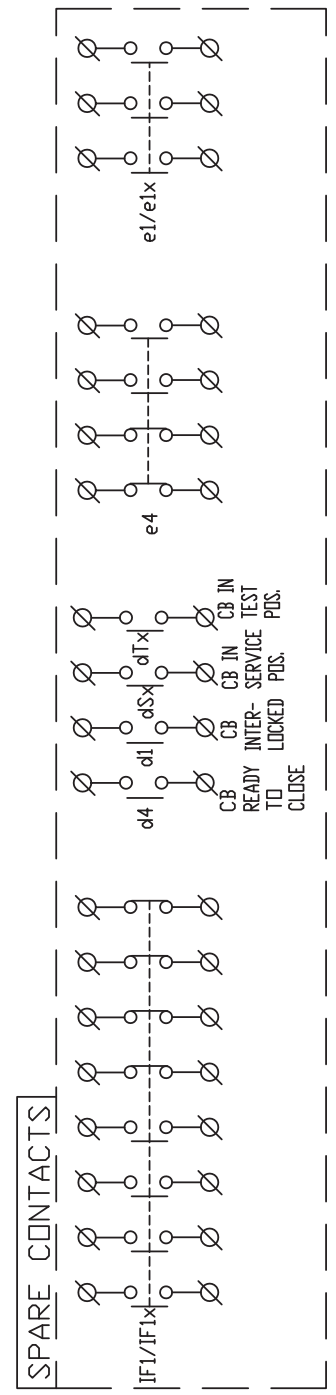 SPARE CONTACTS
IF1/IF1x
d4
CB
READY
TO
CLOSE
d1
CB
INTER-
LOCKED
dSx
CB IN
SERVICE
POS.
dTx
CB IN
TEST
POS.
e4
e1/e1x